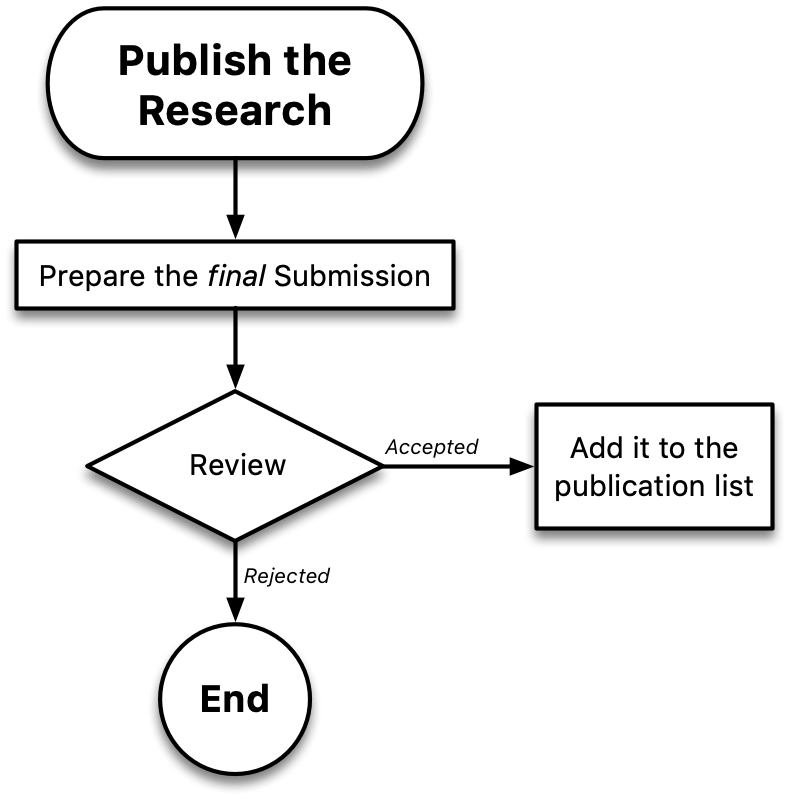 Publish the
Research
Prepare the final Submission
Review
Accepted
Add it to the
publication list
Rejected
End